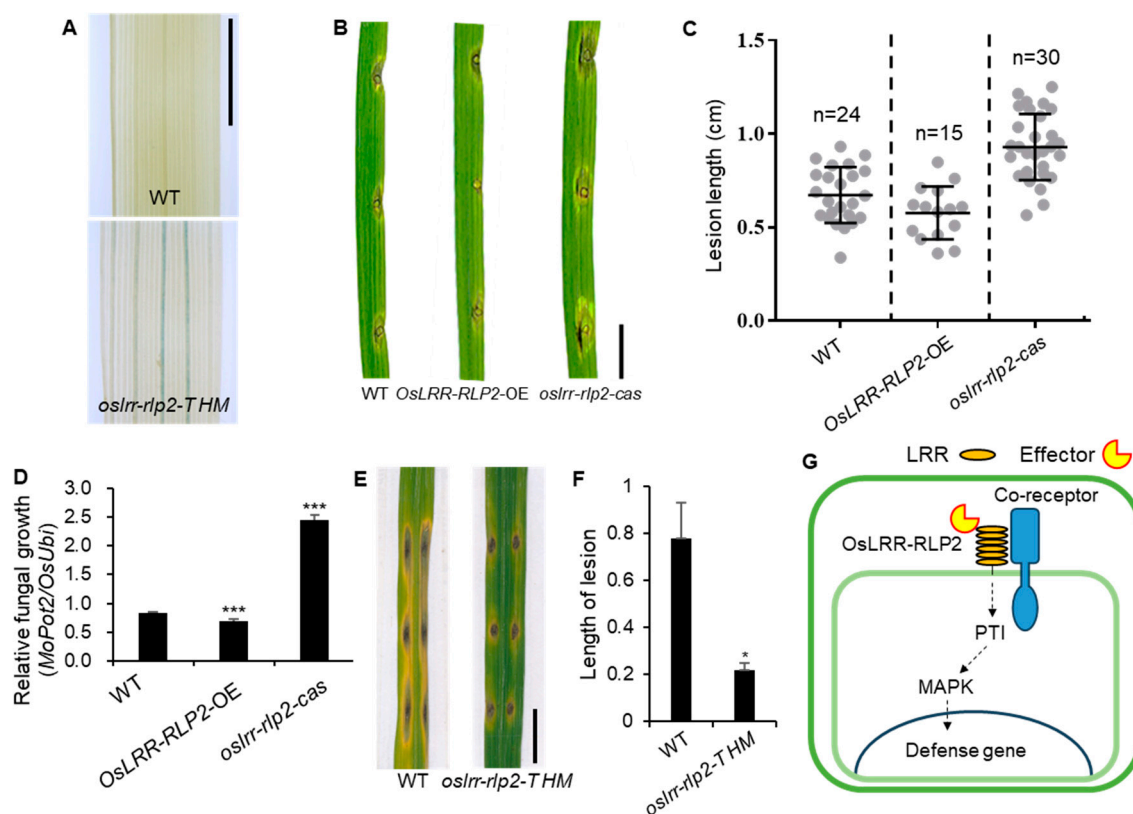 A
WT
oslrr-rlp2-T HM
B
WT OsLRR-RLP2-OE oslrr-rlp2-cas
C
Lesion length (cm)
1.5
1.0
0.5
0.0
n=24
n=15
n=30
WT
OsLRR-RLP2-OE
oslrr-rlp2-cas
D
Relative fungal growth
(MoPot2/OsUbi)
3.0
2.5
2.0
1.5
1.0
0.5
0.0
***
***
WT
OsLRR-RLP2-OE
oslrr-rlp2-cas
E
WT oslrr-rlp2-T HM
F
Length of lesion
1
0.8
0.6
0.4
0.2
0
*
WT
oslrr-rlp2-T HM
G
LRR Effector
Co-receptor
OsLRR-RLP2
PTI
MAPK
Defense gene